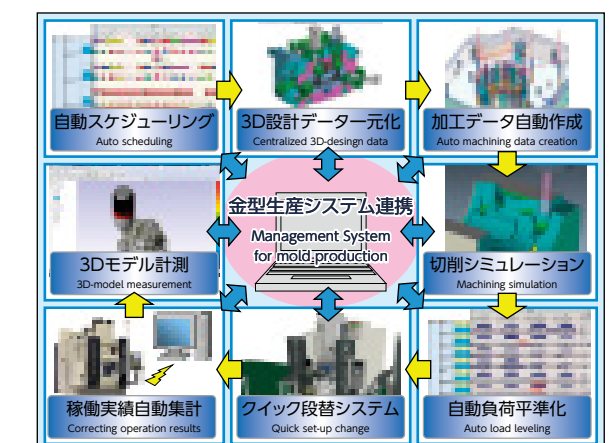 自動スケジューリング
Auto scheduling
3D設計データ一元化
Centralized 3D-desingn data
加工データ自動作成
Auto machining data creation
3Dモデル計測
3D-model measurement
金型生産システム連携
Management System
for mold production
切削シミュレーション
Machining simulation
稼働実績自動集計
Correcting operation results
クイック段替システム
Quick set-up change
自動負荷平準化
Auto load leveling